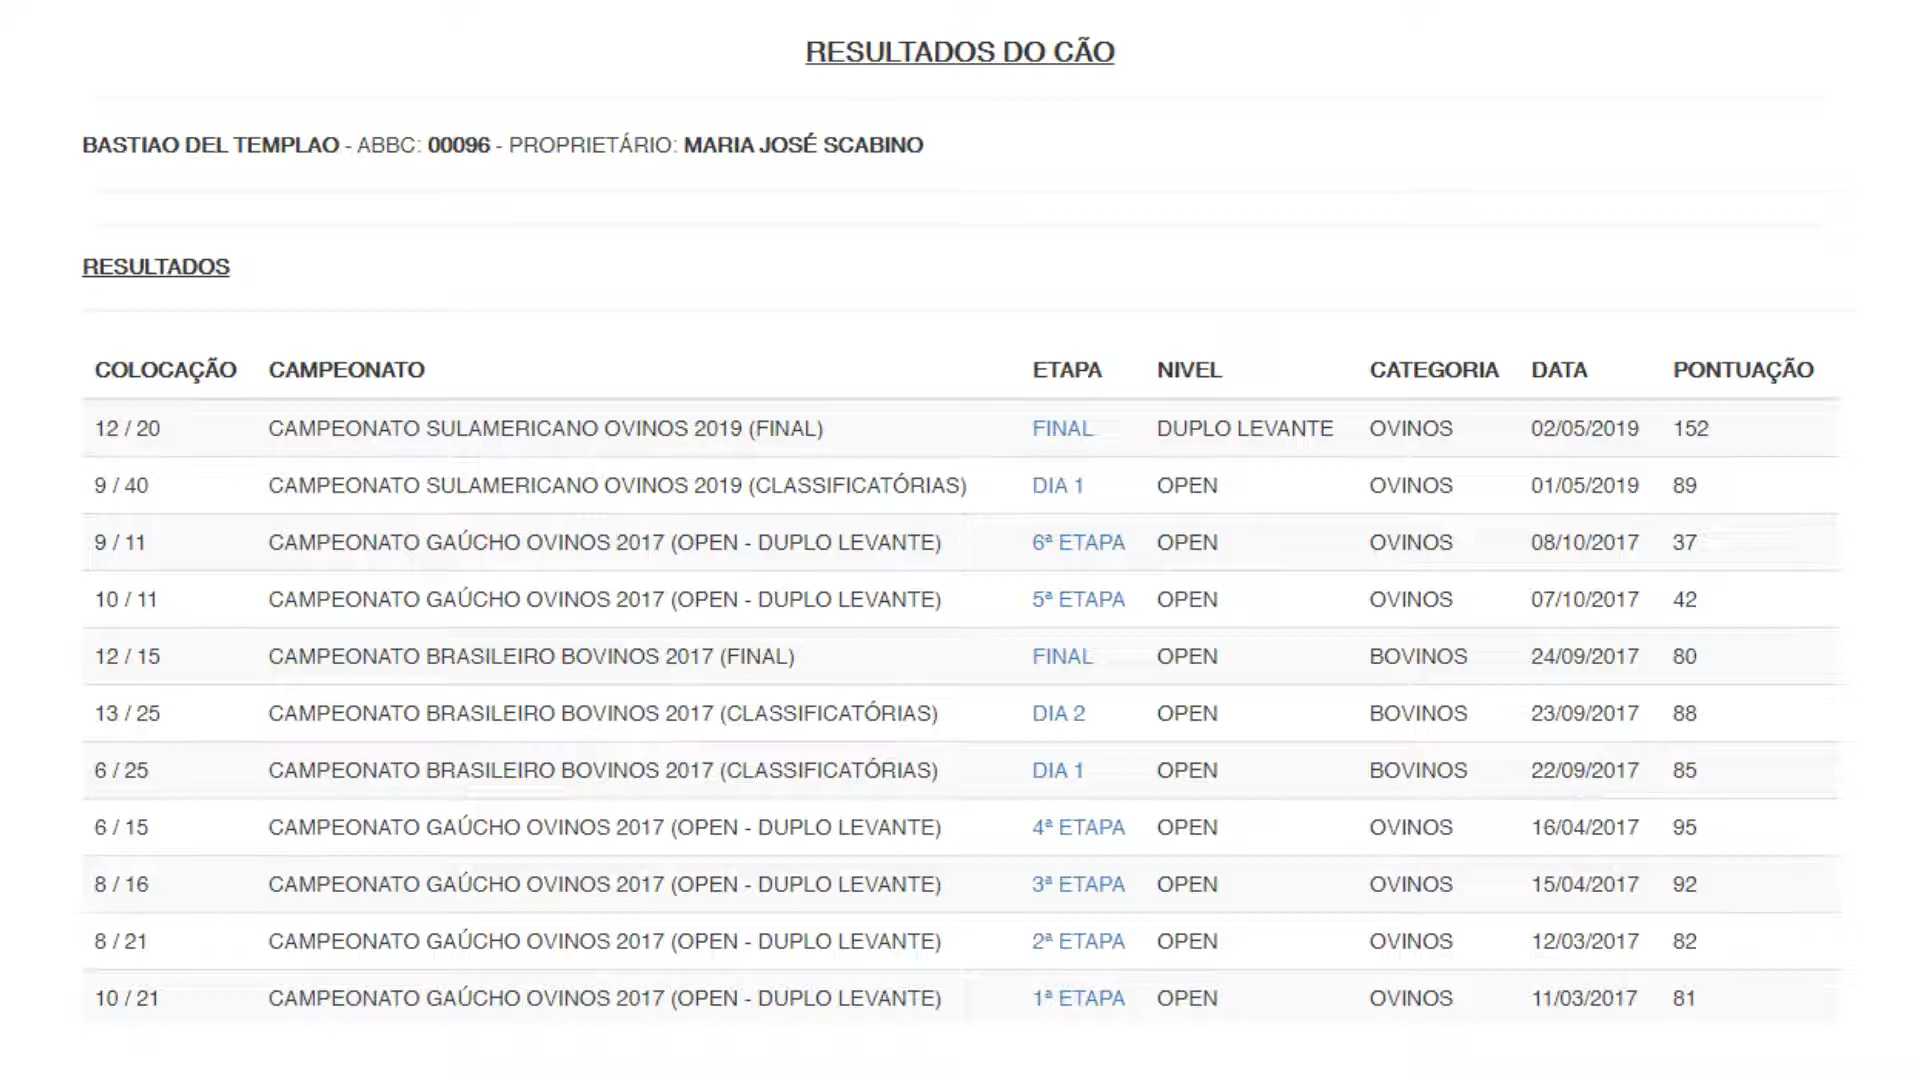 RESULTADOS DO CÃO
BASTIAO DEL TEMPLAO - ABBC: 00096 - PROPRIETÁRIO: MARIA JOSÉ SCABINO
RESULTADOS
COLOCAÇÃO CAMPEONATO ETAPA NIVEL CATEGORIA DATA PONTUAÇÃO
12 / 20 CAMPEONATO SULAMERICANO OVINOS 2019 (FINAL) FINAL DUPLO LEVANTE OVINOS 02/05/2019 152
9 / 40 CAMPEONATO SULAMERICANO OVINOS 2019 (CLASSIFICATÓRIAS) DIA 1 OPEN OVINOS 01/05/2019 89
9 / 11 CAMPEONATO GAÚCHO OVINOS 2017 (OPEN - DUPLO LEVANTE) 6ª ETAPA OPEN OVINOS 08/10/2017 37
10 / 11 CAMPEONATO GAÚCHO OVINOS 2017 (OPEN - DUPLO LEVANTE) 5ª ETAPA OPEN OVINOS 07/10/2017 42
12 / 15 CAMPEONATO BRASILEIRO BOVINOS 2017 (FINAL) FINAL OPEN BOVINOS 24/09/2017 80
13 / 25 CAMPEONATO BRASILEIRO BOVINOS 2017 (CLASSIFICATÓRIAS) DIA 2 OPEN BOVINOS 23/09/2017 88
6 / 25 CAMPEONATO BRASILEIRO BOVINOS 2017 (CLASSIFICATÓRIAS) DIA 1 OPEN BOVINOS 22/09/2017 85
6 / 15 CAMPEONATO GAÚCHO OVINOS 2017 (OPEN - DUPLO LEVANTE) 4ª ETAPA OPEN OVINOS 16/04/2017 95
8 / 16 CAMPEONATO GAÚCHO OVINOS 2017 (OPEN - DUPLO LEVANTE) 3ª ETAPA OPEN OVINOS 15/04/2017 92
8 / 21 CAMPEONATO GAÚCHO OVINOS 2017 (OPEN - DUPLO LEVANTE) 2ª ETAPA OPEN OVINOS 12/03/2017 82
10 / 21 CAMPEONATO GAÚCHO OVINOS 2017 (OPEN - DUPLO LEVANTE) 1ª ETAPA OPEN OVINOS 11/03/2017 81